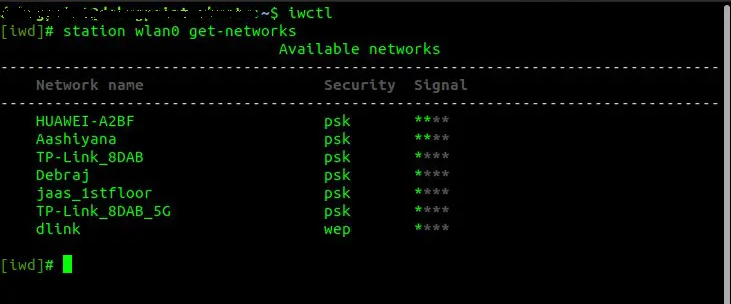 :~$ iwctl
[iwd]# station wlan0 get-networks
Available networks
--------------------------------------------------------------------------------
Network name Security Signal
--------------------------------------------------------------------------------
HUAWEI-A2BF psk ****
Aashiyana psk ****
TP-Link_8DAB psk ****
Debraj psk ****
jaas_1stfloor psk ****
TP-Link_8DAB_5G psk ****
dlink wep ****
[iwd]#